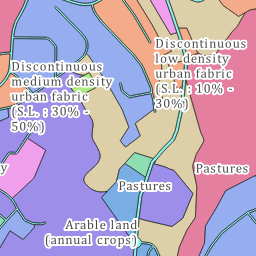 Discontinuous
low density
urban fabric
(S.L. : 10% -
30%)
Discontinuous
medium density
urban fabric
(S.L. : 30% -
50%)
y
Pastures
Pastures
Arable land
(annual crops)